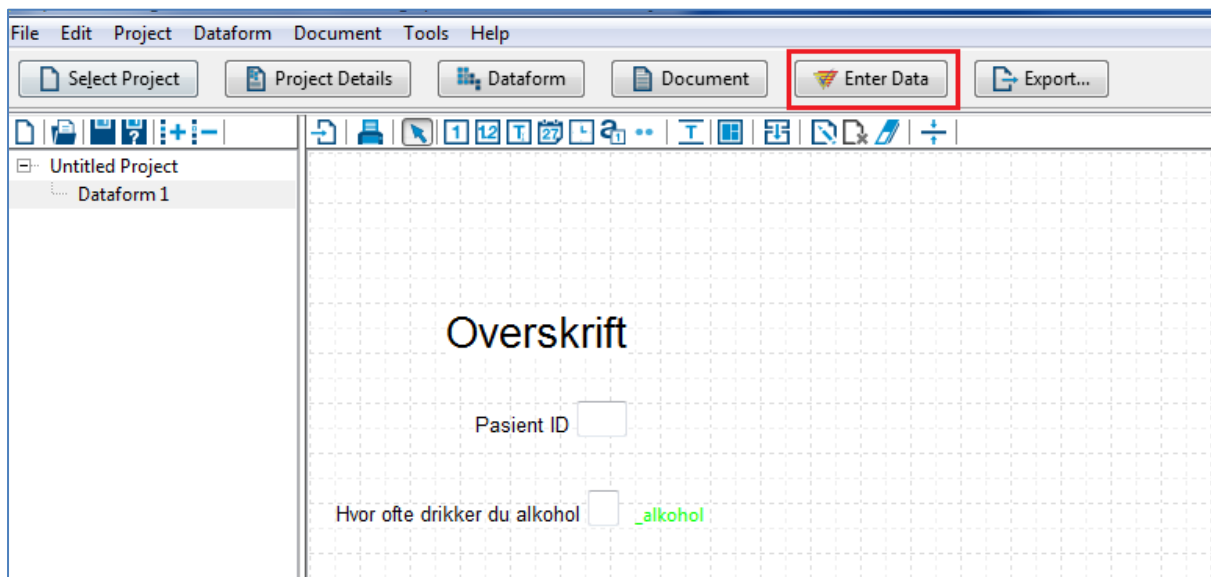 File Edit Project Dataform Document Tools Help
Select Project Project Details Dataform Document Enter Data Export...
Untitled Project
Dataform 1
Overskrift
Pasient ID
Hvor ofte drikker du alkohol _alkohol